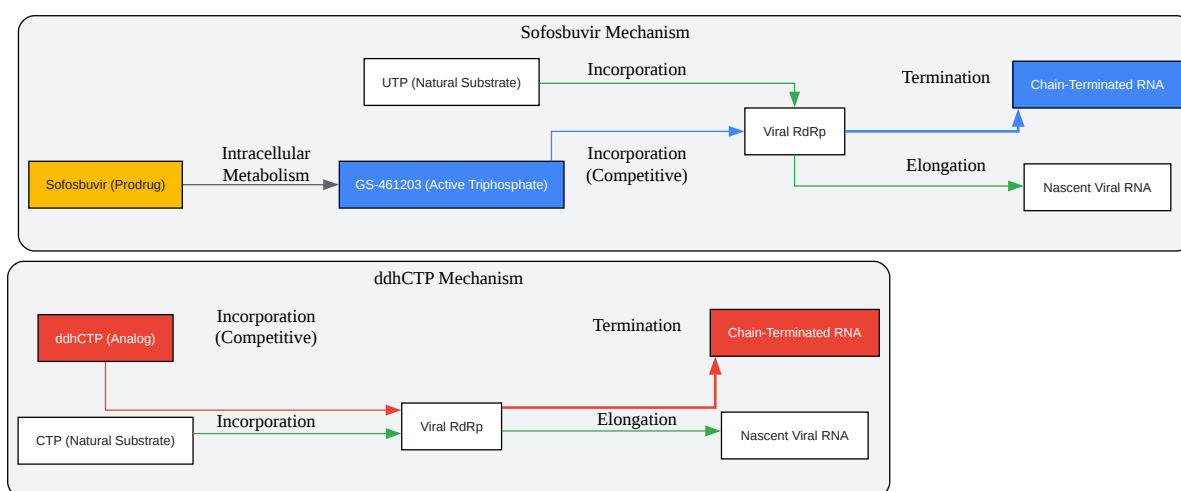 Sofosbuvir Mechanism
UTP (Natural Substrate)
Incorporation
Termination
Chain-Terminated RNA
Viral RdRp
Sofosbuvir (Prodrug)
Intracellular
Metabolism
GS-461203 (Active Triphosphate)
Incorporation
(Competitive)
Elongation
Nascent Viral RNA
ddhCTP Mechanism
ddhCTP (Analog)
Incorporation
(Competitive)
Termination
Chain-Terminated RNA
CTP (Natural Substrate)
Incorporation
Viral RdRp
Elongation
Nascent Viral RNA